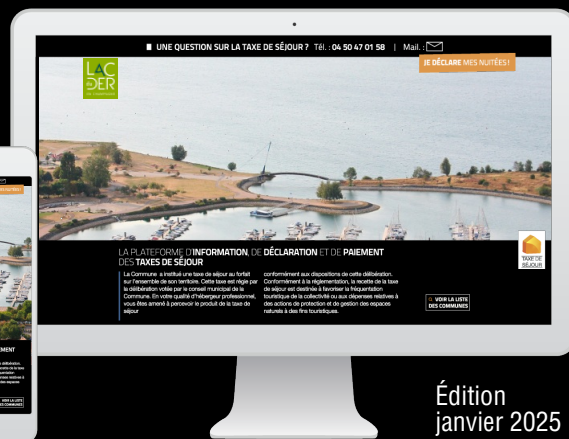 UNE QUESTION SUR LA TAXE DE SÉJOUR ? Tél. : 04 50 47 01 58 | Mail. :
JE DÉCLARE MES NUITÉES !
LAC
DU
DER
LA PLATEFORME D'INFORMATION, DE DÉCLARATION ET DE PAIEMENT
DES TAXES DE SÉJOUR
La Commune a institué une taxe de séjour au forfait
sur l'ensemble de son territoire. Cette taxe est régie par
la délibération votée par le conseil municipal de la
Commune. En votre qualité d'hébergeur professionnel,
vous êtes amené à percevoir le produit de la taxe de
séjour
conformément aux dispositions de cette délibération.
Conformément à la réglementation, la recette de la taxe
de séjour est destinée à favoriser la fréquentation
touristique de la collectivité ou aux dépenses relatives à
des actions de protection et de gestion des espaces
naturels à des fins touristiques.
TAXE DE
SÉJOUR
VOIR LA LISTE
DES COMMUNES
VOIR LA LISTE
DES COMMUNES
Édition
janvier 2025